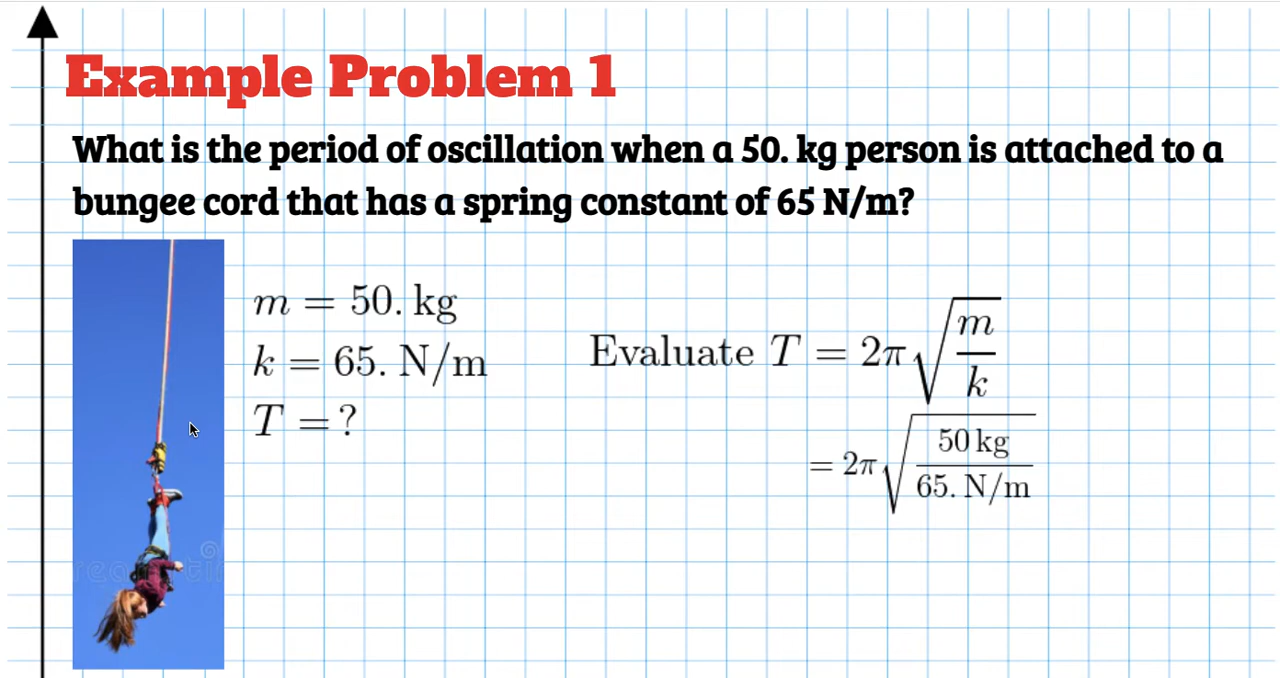 Example Problem 1
What is the period of oscillation when a 50. kg person is attached to a
bungee cord that has a spring constant of 65 N/m?
m = 50. kg
k = 65. N/m
T = ?
Evaluate T = 2π√(m/k)
= 2π√(50 kg/65. N/m)